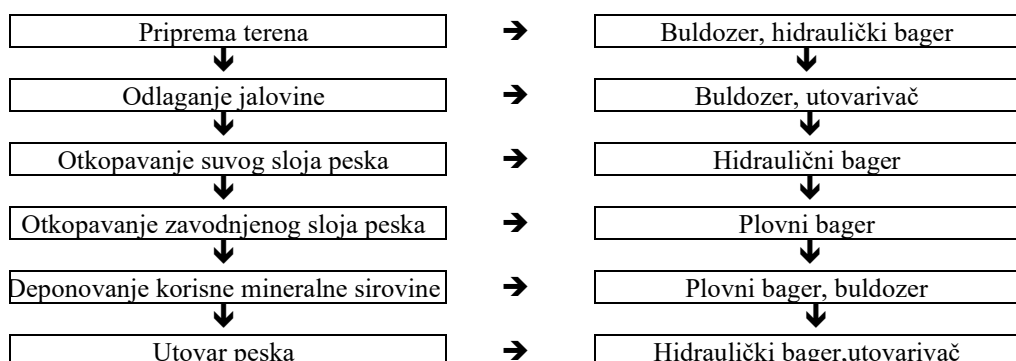 Priprema terena ➔ Buldozer, hidraulički bager
Odlaganje jalovine ➔ Buldozer, utovarivač
Otkopavanje suvog sloja peska ➔ Hidraulični bager
Otkopavanje zavodnjenog sloja peska ➔ Plovni bager
Deponovanje korisne mineralne sirovine ➔ Plovni bager, buldozer
Utovar peska ➔ Hidraulički bager,utovarivač